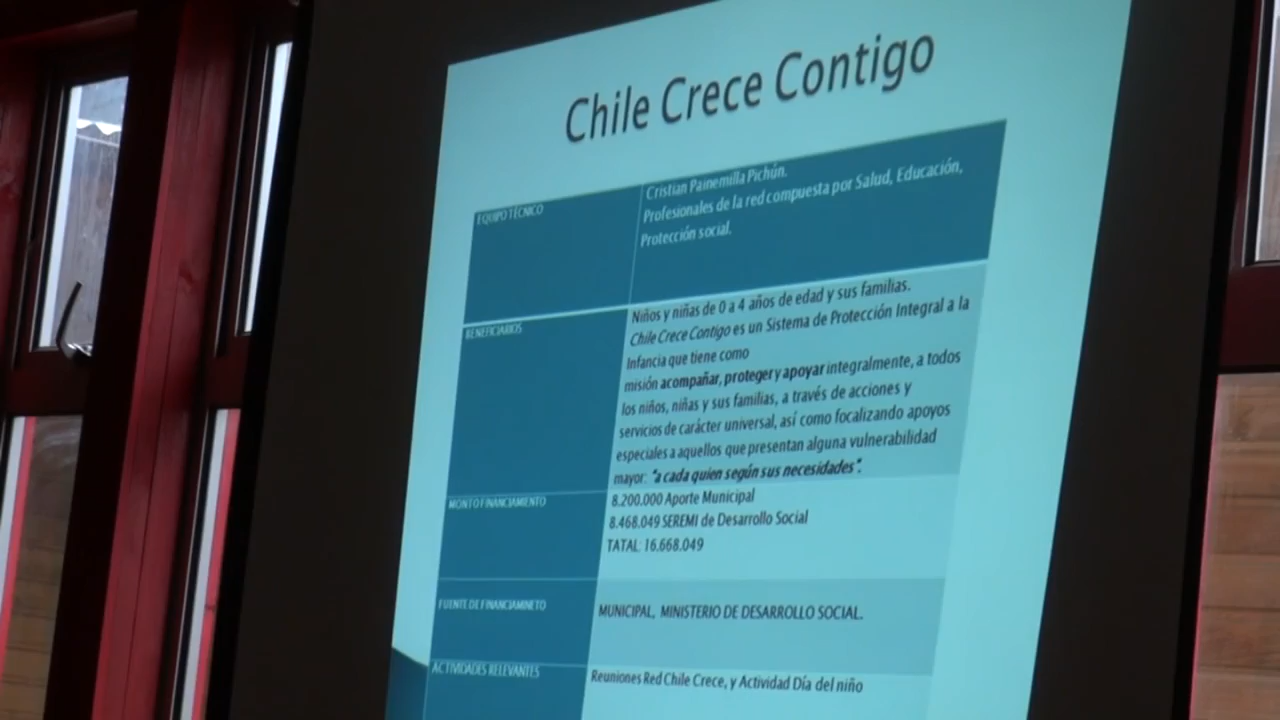 Chile Crece Contigo
EQUIPO TÉCNICO
Cristian Painemilla Pichún.
Profesionales de la red compuesta por Salud, Educación,
Protección social.
BENEFICIARIOS
Niños y niñas de 0 a 4 años de edad y sus familias.
Chile Crece Contigo es un Sistema de Protección Integral a la
Infancia que tiene como
misión acompañar, proteger y apoyar integralmente, a todos
los niños, niñas y sus familias, a través de acciones y
servicios de carácter universal, así como focalizando apoyos
especiales a aquellos que presentan alguna vulnerabilidad
mayor: "a cada quien según sus necesidades".
MONTO FINANCIAMIENTO
8.200.000 Aporte Municipal
8.468.049 SEREMI de Desarrollo Social
TATAL: 16.668.049
FUENTE DE FINANCIAMINETO
MUNICIPAL, MINISTERIO DE DESARROLLO SOCIAL.
ACTIVIDADES RELEVANTES
Reuniones Red Chile Crece, y Actividad Día del niño